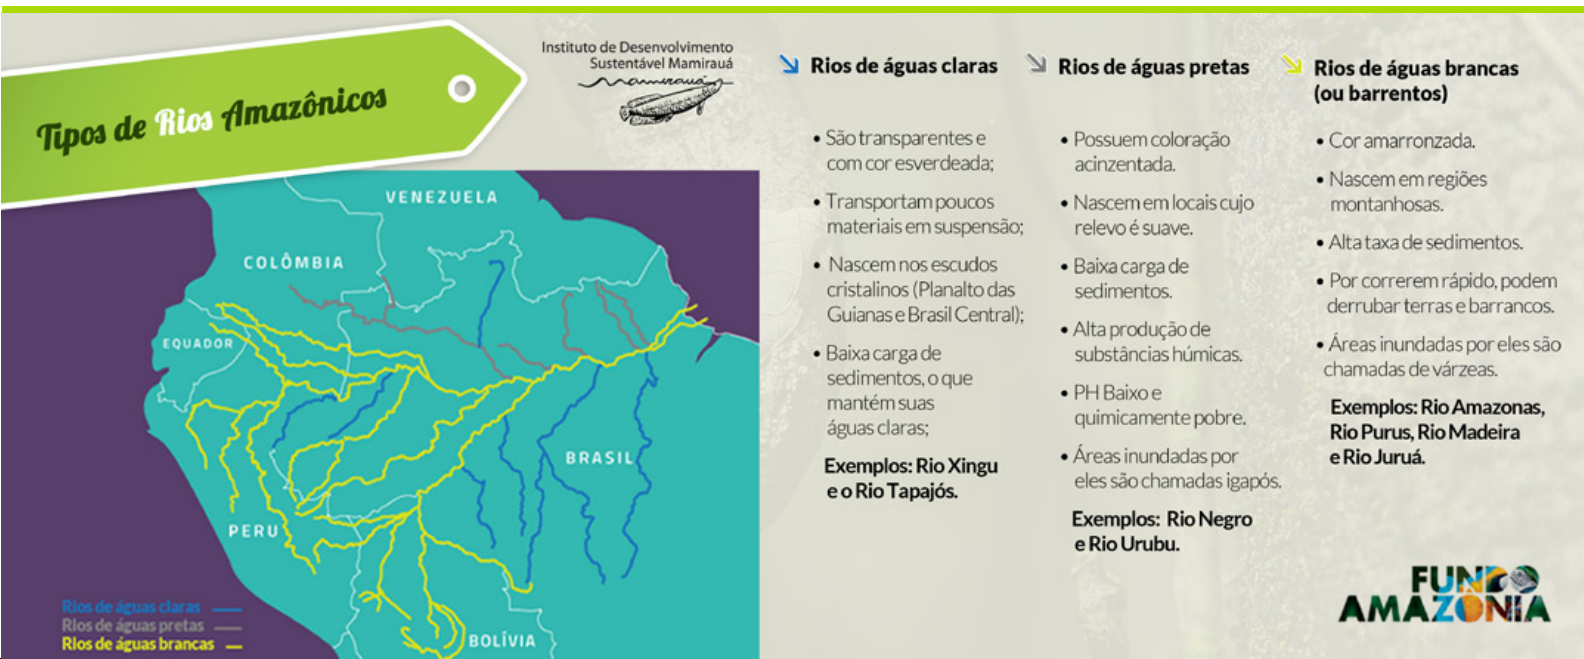 Tipos de Rios Amazônicos
Instituto de Desenvolvimento
Sustentável Mamirauá
mamirauá
VENEZUELA
COLÔMBIA
EQUADOR
BRASIL
PERU
BOLÍVIA
Rios de águas claras
Rios de águas pretas
Rios de águas brancas
Rios de águas claras
• São transparentes e
com cor esverdeada;
• Transportam poucos
materiais em suspensão;
• Nascem nos escudos
cristalinos (Planalto das
Guianas e Brasil Central);
• Baixa carga de
sedimentos, o que
mantém suas
águas claras;
Exemplos: Rio Xingu
e o Rio Tapajós.
Rios de águas pretas
• Possuem coloração
acinzentada.
• Nascem em locais cujo
relevo é suave.
• Baixa carga de
sedimentos.
• Alta produção de
substâncias húmicas.
• PH Baixo e
quimicamente pobre.
• Áreas inundadas por
eles são chamadas igapós.
Exemplos: Rio Negro
e Rio Urubu.
Rios de águas brancas
(ou barrentos)
• Cor amarronzada.
• Nascem em regiões
montanhosas.
• Alta taxa de sedimentos.
• Por correrem rápido, podem
derrubar terras e barrancos.
• Áreas inundadas por eles são
chamadas de várzeas.
Exemplos: Rio Amazonas,
Rio Purus, Rio Madeira
e Rio Juruá.
FUNDO
AMAZÔNIA